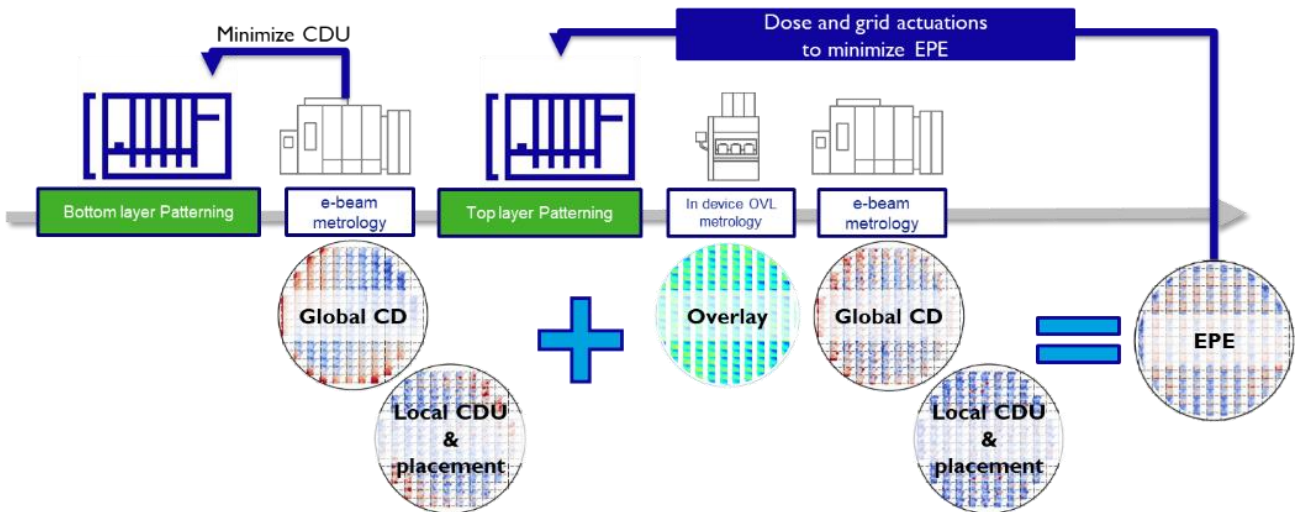 Minimize CDU
Dose and grid actuations
to minimize EPE
Bottom layer Patterning
e-beam
metrology
Top layer Patterning
In device OVL
metrology
e-beam
metrology
Global CD
Overlay
Global CD
EPE
Local CDU
&
placement
Local CDU
&
placement